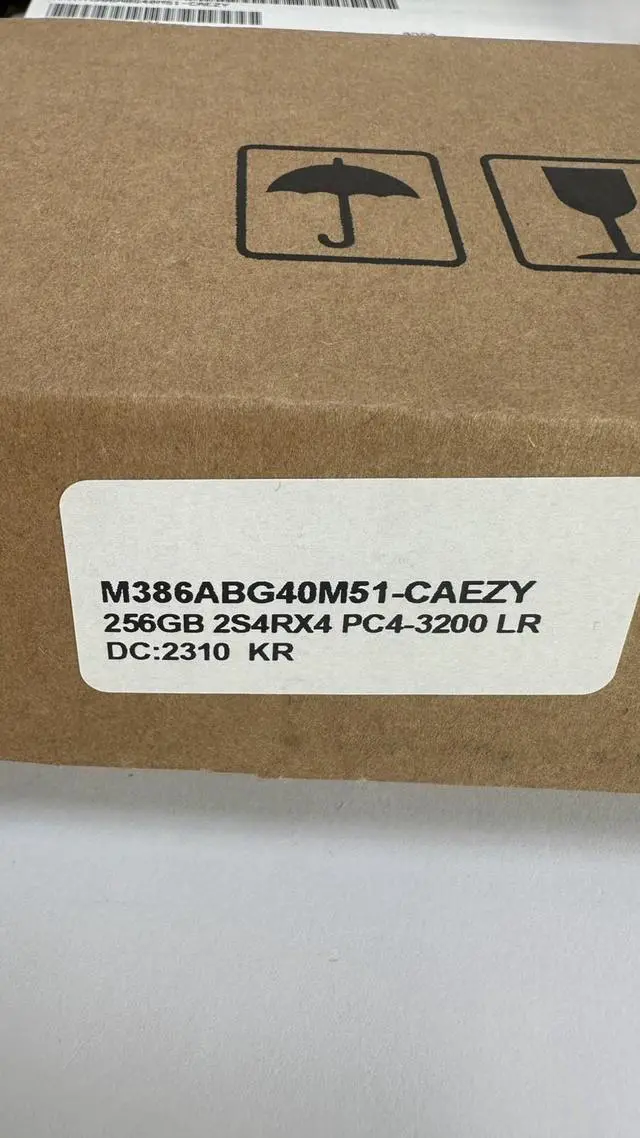 M386ABG40M51-CAEZY
256GB 2S4RX4 PC4-3200 LR
DC:2310 KR